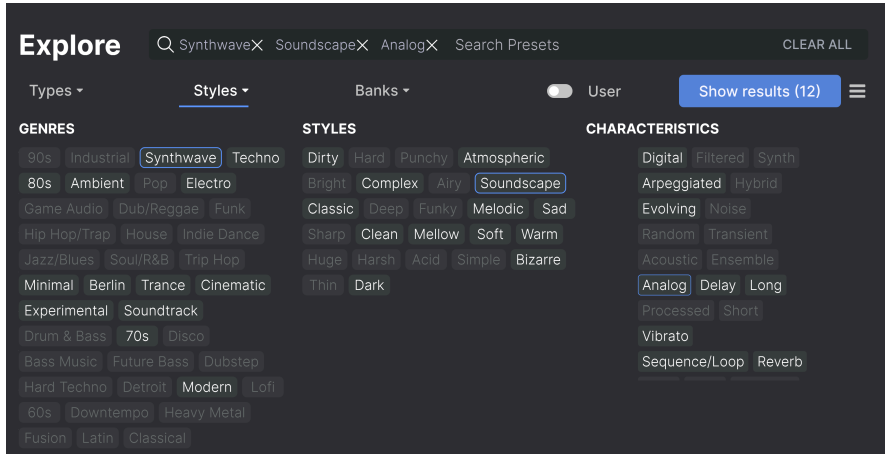 Explore Synthwave Soundscape Analog Search Presets CLEAR ALL
Types Styles Banks User Show results (12)
GENRES
90s Industrial Synthwave Techno
80s Ambient Pop Electro
Game Audio Dub/Reggae Funk
Hip Hop/Trap House Indie Dance
Jazz/Blues Soul/R&B Trip Hop
Minimal Berlin Trance Cinematic
Experimental Soundtrack
Drum & Bass 70s Disco
Bass Music Future Bass Dubstep
Hard Techno Detroit Modern Lofi
60s Downtempo Heavy Metal
Fusion Latin Classical
STYLES
Dirty Hard Punchy Atmospheric
Bright Complex Airy Soundscape
Classic Deep Funky Melodic Sad
Sharp Clean Mellow Soft Warm
Huge Harsh Acid Simple Bizarre
Thin Dark
CHARACTERISTICS
Digital Filtered Synth
Arpeggiated Hybrid
Evolving Noise
Random Transient
Acoustic Ensemble
Analog Delay Long
Processed Short
Vibrato
Sequence/Loop Reverb